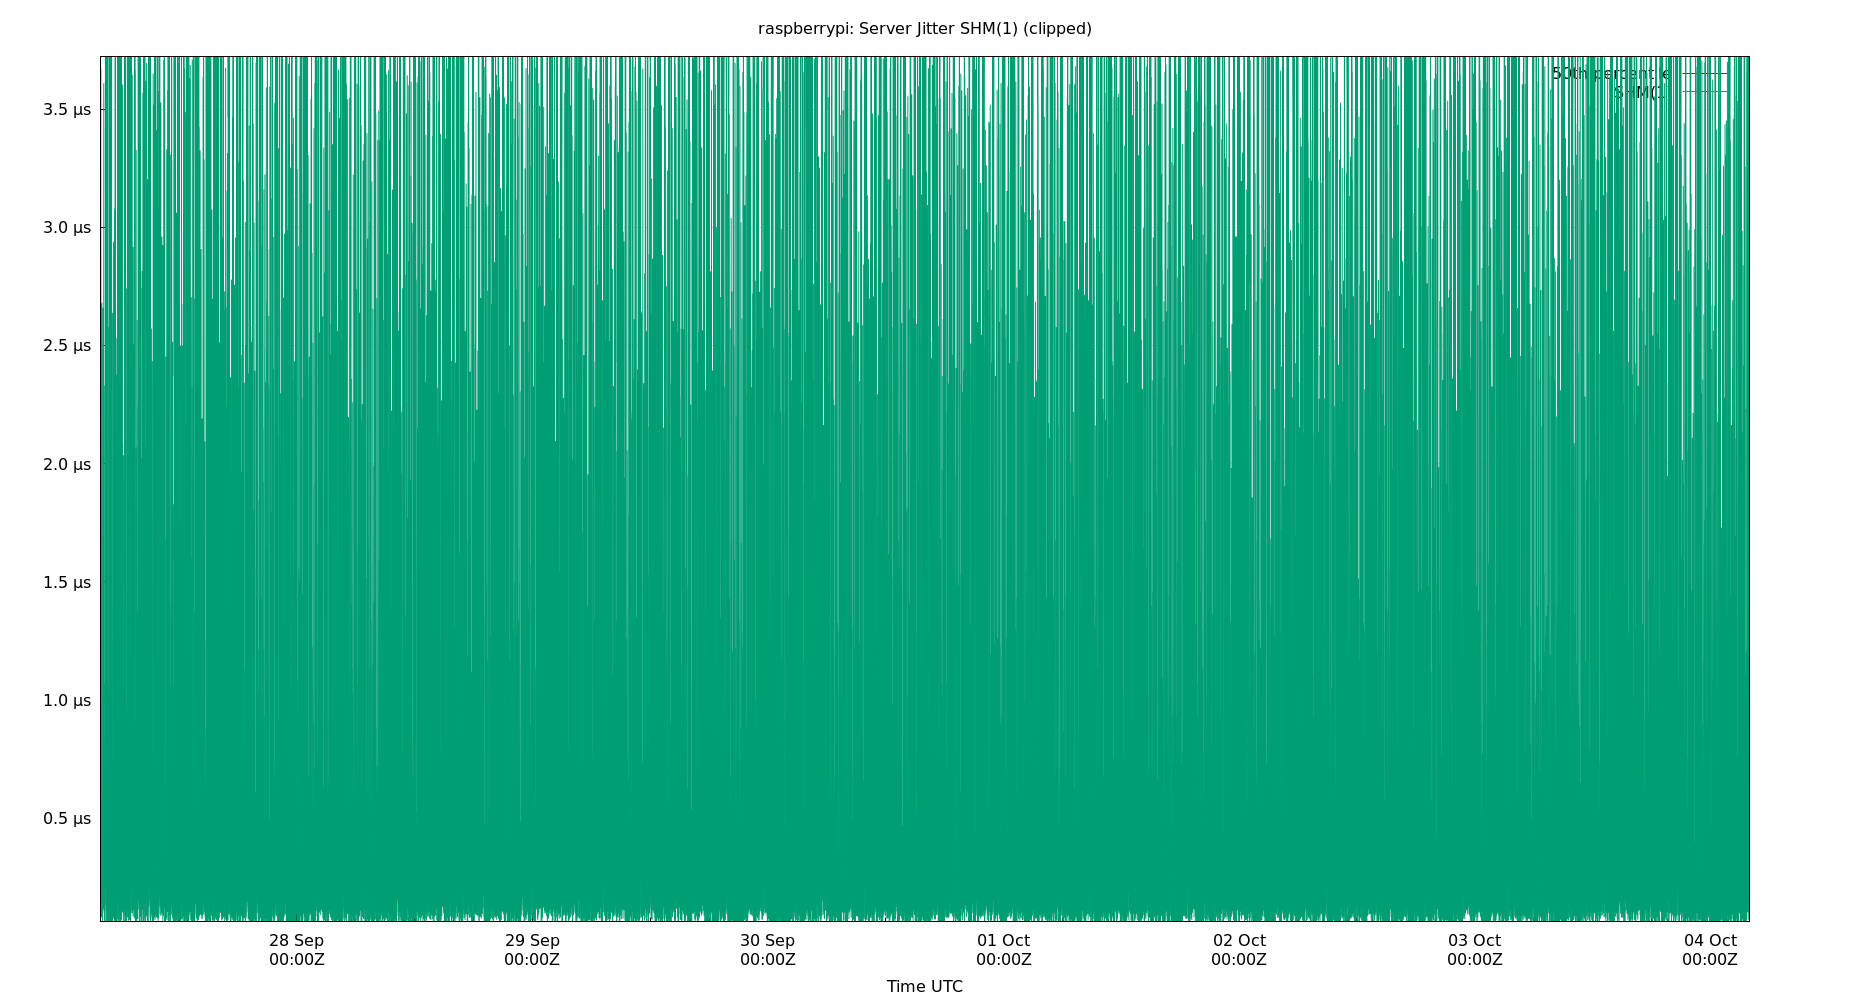 raspberrypi: Server Jitter SHM(1) (clipped)
50th percentile
SHM(1)
3.5 µs
3.0 µs
2.5 µs
2.0 µs
1.5 µs
1.0 µs
0.5 µs
28 Sep 29 Sep 30 Sep 01 Oct 02 Oct 03 Oct 04 Oct
00:00Z 00:00Z 00:00Z 00:00Z 00:00Z 00:00Z 00:00Z
Time UTC